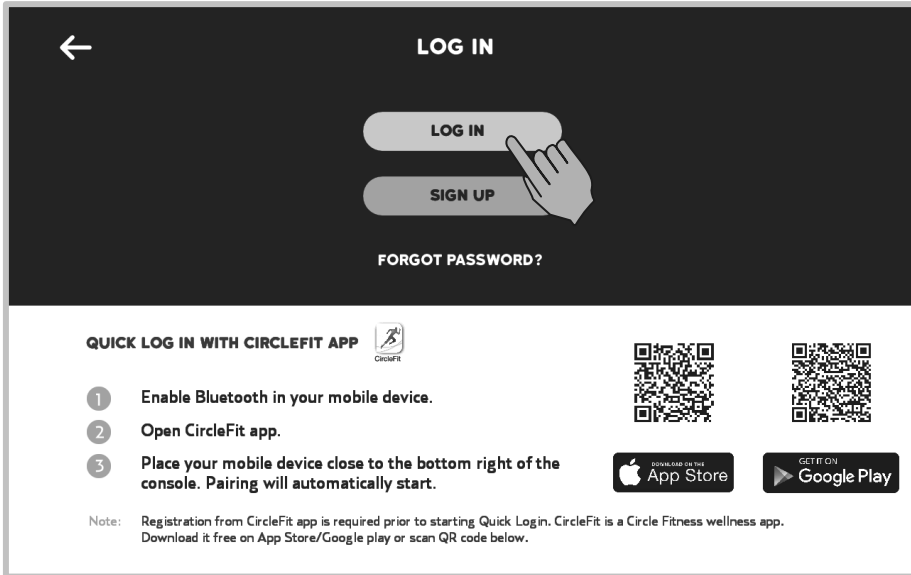 LOG IN
LOG IN
SIGN UP
FORGOT PASSWORD?
QUICK LOG IN WITH CIRCLEFIT APP
CircleFit
1 Enable Bluetooth in your mobile device.
2 Open CircleFit app.
3 Place your mobile device close to the bottom right of the
console. Pairing will automatically start.
DOWNLOAD ON THE
App Store
GET IT ON
Google Play
Note: Registration from CircleFit app is required prior to starting Quick Login. CircleFit is a Circle Fitness wellness app.
Download it free on App Store/Google play or scan QR code below.